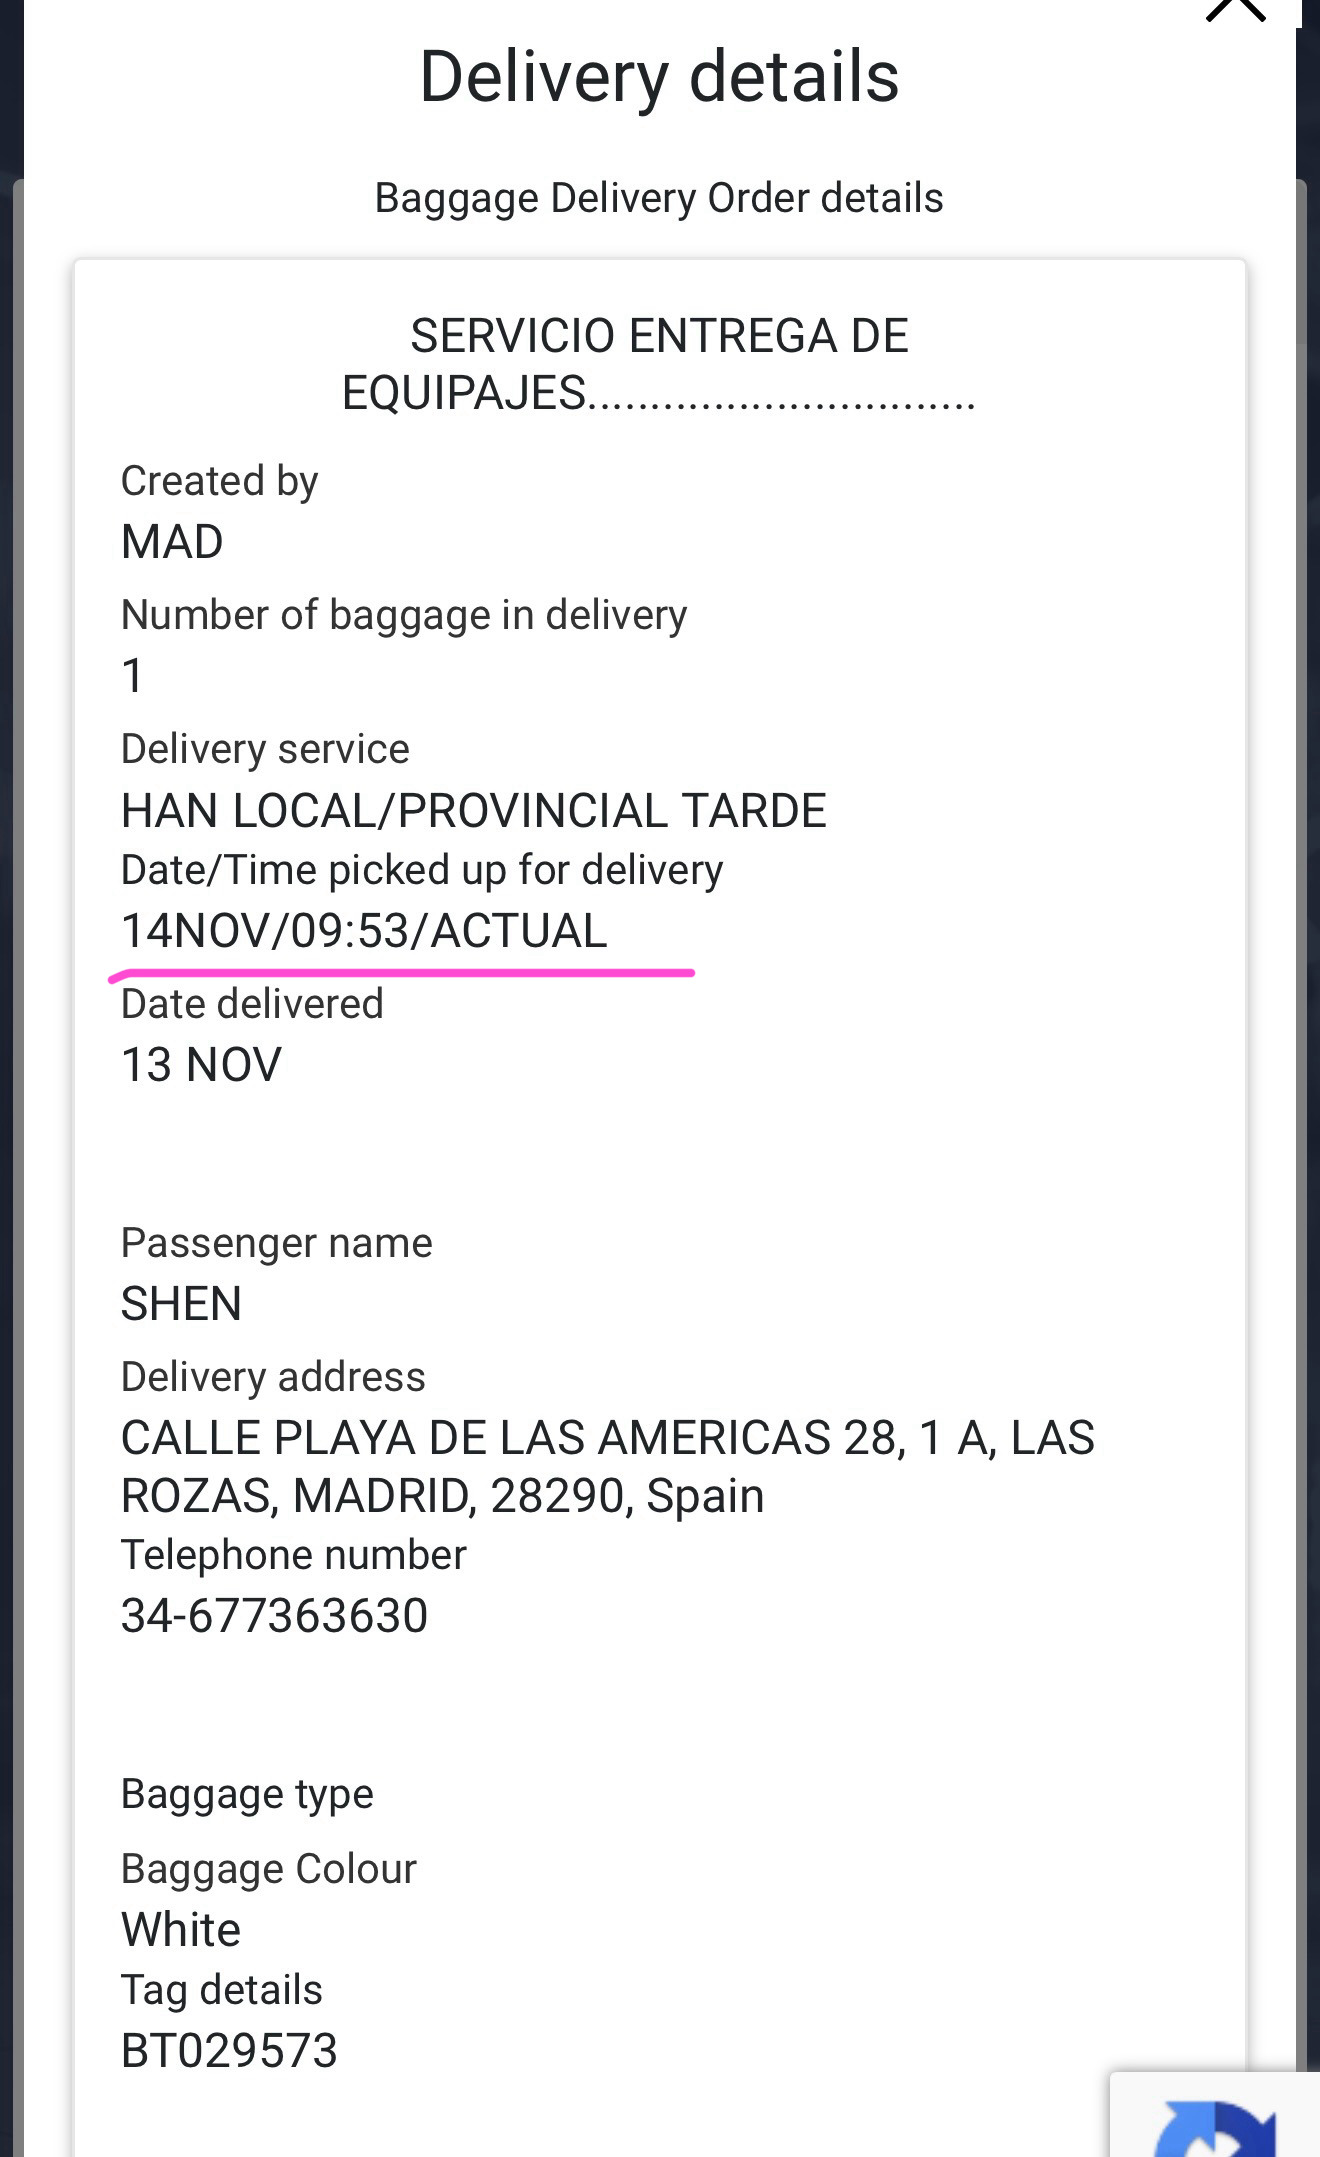 Delivery details
Baggage Delivery Order details
SERVICIO ENTREGA DE
EQUIPAJES...............................
Created by
MAD
Number of baggage in delivery
1
Delivery service
HAN LOCAL/PROVINCIAL TARDE
Date/Time picked up for delivery
14NOV/09:53/ACTUAL
Date delivered
13 NOV
Passenger name
SHEN
Delivery address
CALLE PLAYA DE LAS AMERICAS 28, 1 A, LAS
ROZAS, MADRID, 28290, Spain
Telephone number
34-677363630
Baggage type
Baggage Colour
White
Tag details
BT029573